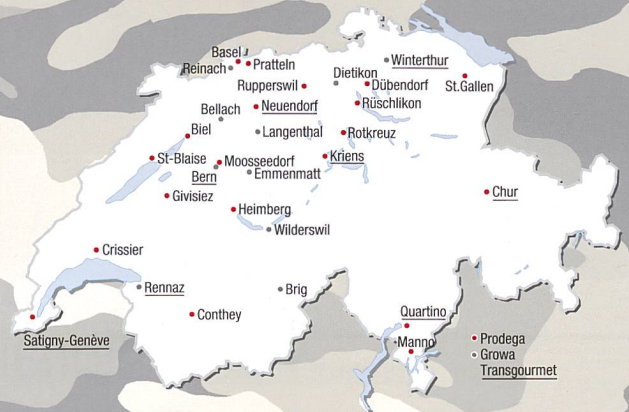 Basel
Pratteln
Reinach
Winterthur
Dietikon
Rupperswil
Dübendorf
St.Gallen
Neuendorf
Rüschlikon
Bellach
Biel
Langenthal
Rotkreuz
St-Blaise
Moosseedorf
Kriens
Bern
Emmenmatt
Givisiez
Chur
Heimberg
Wilderswil
Crissier
Rennaz
Brig
Conthey
Quartino
Satigny-Genève
Manno
Prodega
Growa
Transgourmet